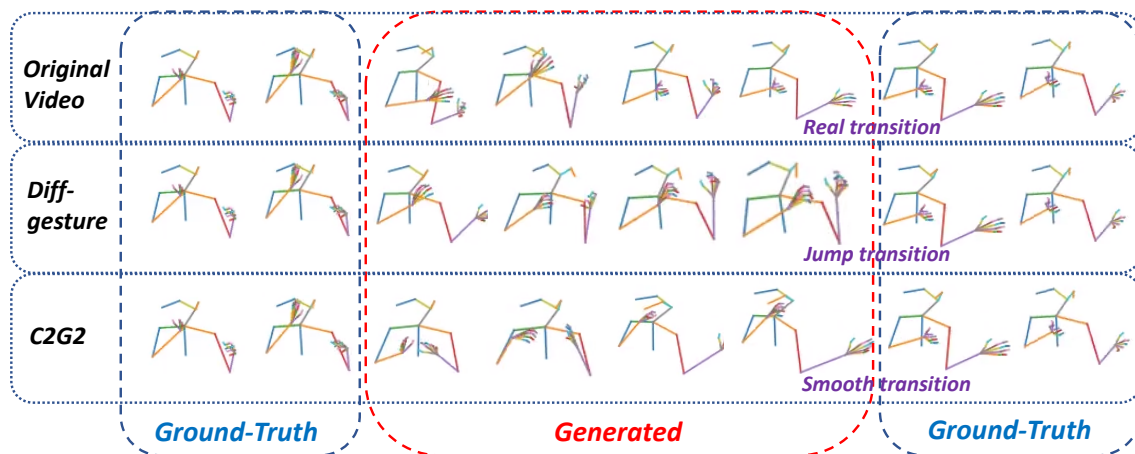 Original
Video
Real transition
Diff-
gesture
Jump transition
C2G2
Smooth transition
Ground-Truth
Generated
Ground-Truth